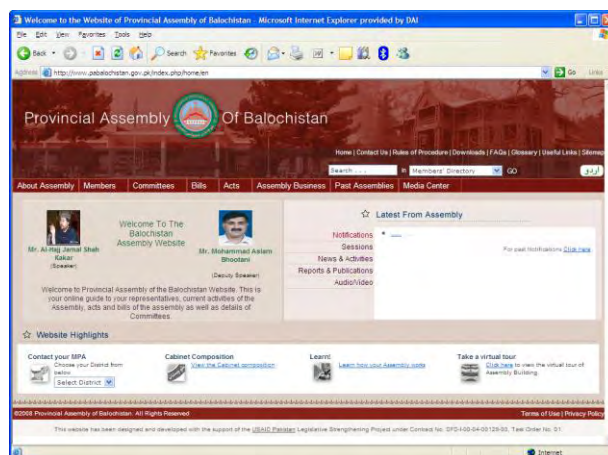 Welcome to the Website of Provincial Assembly of Balochistan - Microsoft Internet Explorer provided by DAI
File Edit View Favorites Tools Help
Back Search Favorites
Address http://www.pabalochistan.gov.pk/index.php/home/en Go Links
Provincial Assembly Of Balochistan
Home | Contact Us | Rules of Procedure | Downloads | FAQs | Glossary | Useful Links | Sitemap
Search . . . in Members' Directory GO اردو
About Assembly Members Committees Bills Acts Assembly Business Past Assemblies Media Center
Welcome To The
Balochistan
Assembly Website
Mr. Al-Haj Jamal Shah
Kakar
(Speaker)
Mr. Mohammad Aslam
Bhootani
(Deputy Speaker)
Welcome to Provincial Assembly of the Balochistan Website. This is
your online guide to your representatives, current activities of the
Assembly, acts and bills of the assembly as well as details of
Committees.
Latest From Assembly
Notifications
Sessions
News & Activities
Reports & Publications
Audio/Video
For past Notifications Click here
Website Highlights
Contact your MPA
Choose your District from
below
Select District
Cabinet Composition
View the Cabinet composition
Learn!
Learn how your Assembly works
Take a virtual tour
Click here to view the virtual tour of
Assembly Building.
©2008 Provincial Assembly of Balochistan. All Rights Reserved Terms of Use | Privacy Policy
This website has been designed and developed with the support of the USAID Pakistan Legislative Strengthening Project under Contact No.
Internet